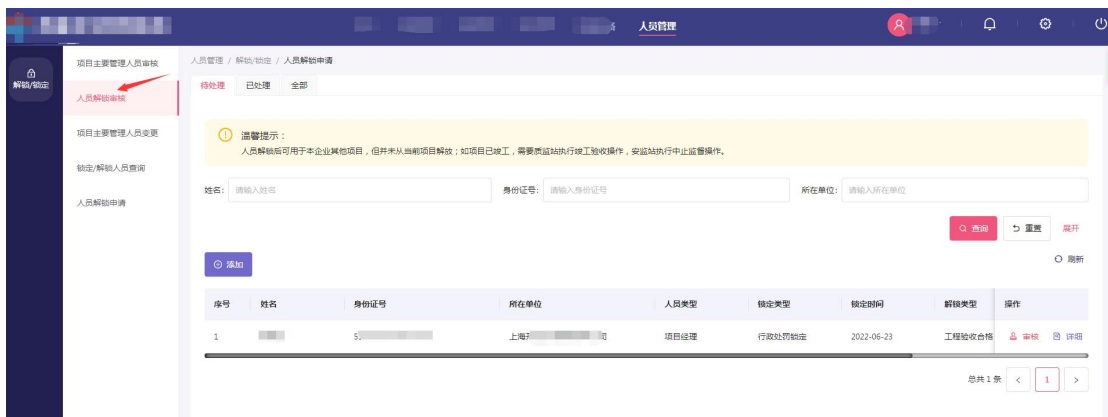 人员管理
解锁/锁定
项目主要管理人员审核
人员解锁审核
项目主要管理人员变更
锁定/解锁人员查询
人员解锁申请
人员管理 / 解锁/锁定 / 人员解锁申请
待处理 已处理 全部
温馨提示：
人员解锁后可用于本企业其他项目，但并未从当前项目解放；如项目已竣工，需要质监站执行竣工验收操作，安监站执行中止监督操作。
姓名: 请输入姓名 身份证号: 请输入身份证号 所在单位: 请输入所在单位
查询 重置 展开
添加 刷新
序号 姓名 身份证号 所在单位 人员类型 锁定类型 锁定时间 解锁类型 操作
1 5 上海 司 项目经理 行政处罚锁定 2022-06-23 工程验收合格 审核 详细
总共 1 条 < 1 >